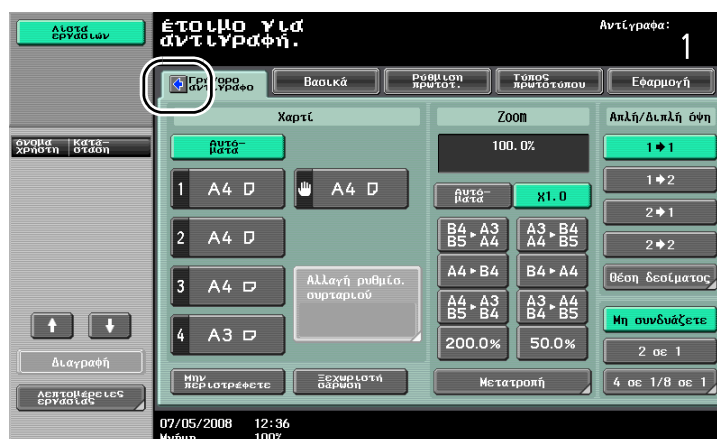 Λίστα
εργασιών
έτοιμο για
αντιγραφή.
Αντίγραφα:
1
αντίγραφο
Βασικά
Ρύθμιση
πρωτοτ.
Τύπος
πρωτοτύπου
Εφαρμογή
όνομα
χρήστη
Κατά-
σταση
Χαρτί
Αυτό-
ματα
1 A4
A4
2 A4
3 A4
4 A3
Αλλαγή ρυθμίσ.
συρταριού
Μην
περιστρέφετε
Ξεχωριστή
σάρωση
Zoom
100.0%
Αυτό-
ματα
x1.0
B4▸A3
B5▸A4
A3▸B4
A4▸B5
A4▸B4
B4▸A4
A4▸A3
B5▸B4
A3▸A4
B4▸B5
200.0%
50.0%
Μετατροπή
Απλή/Διπλή όψη
1➧1
1➧2
2➧1
2➧2
Θέση δεσίματος
Μη συνδυάζετε
2 σε 1
4 σε 1/8 σε 1
Διαγραφή
Λεπτομέρειες
εργασίας
07/05/2008 12:36
Μνήμη 100%